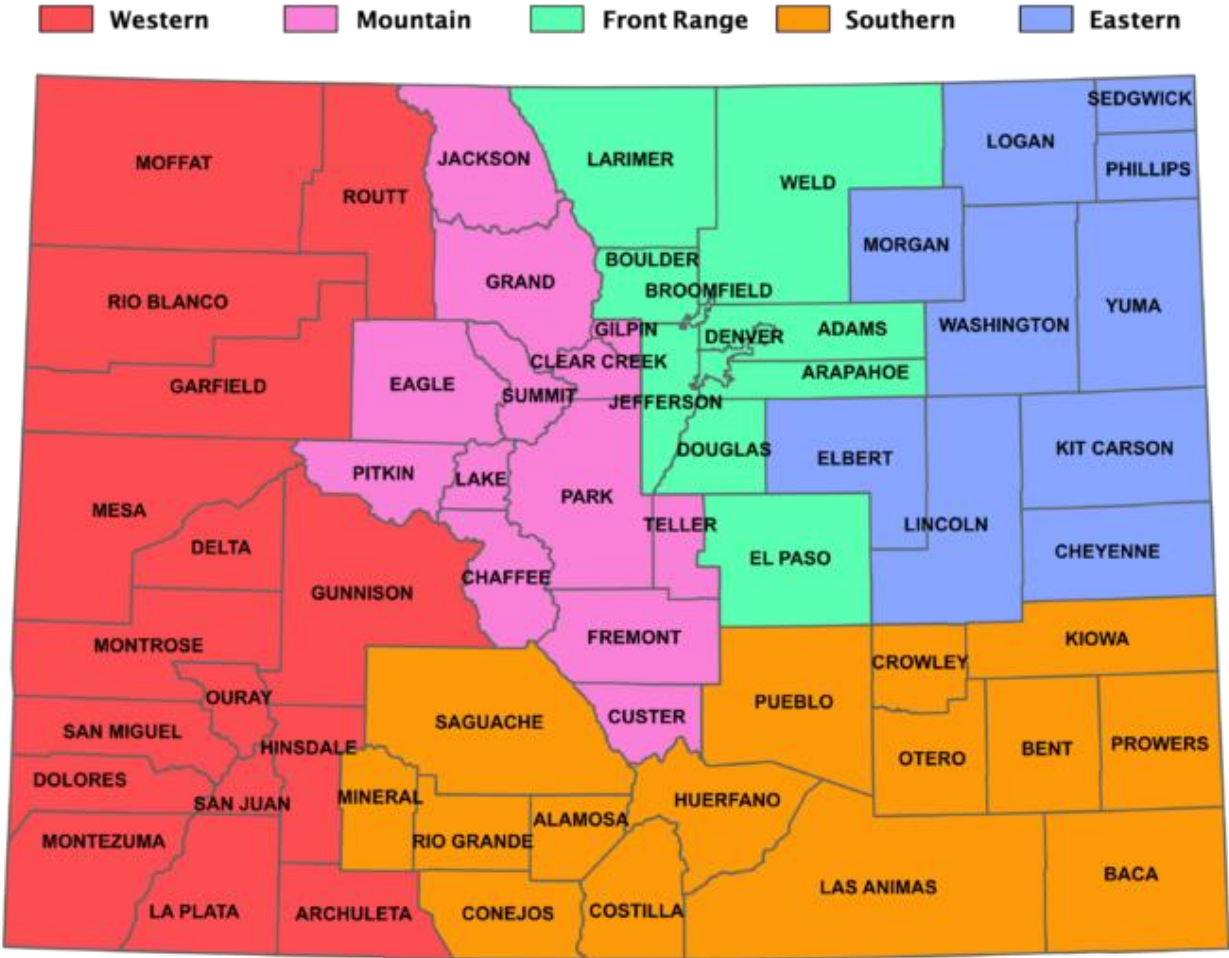 Western Mountain Front Range Southern Eastern
SEDGWICK
LOGAN
JACKSON
LARIMER
MOFFAT
PHILLIPS
WELD
ROUTT
MORGAN
BOULDER
GRAND
BROOMFIELD
RIO BLANCO
YUMA
GILPIN
WASHINGTON
ADAMS
DENVER
CLEAR CREEK
ARAPAHOE
EAGLE
GARFIELD
SUMMIT
JEFFERSON
DOUGLAS
KIT CARSON
ELBERT
PITKIN
LAKE
PARK
MESA
TELLER
LINCOLN
DELTA
CHEYENNE
EL PASO
CHAFFEE
GUNNISON
FREMONT
KIOWA
MONTROSE
CROWLEY
OURAY
PUEBLO
CUSTER
SAGUACHE
SAN MIGUEL
PROWERS
HINSDALE
BENT
OTERO
DOLORES
MINERAL
HUERFANO
SAN JUAN
ALAMOSA
MONTEZUMA
RIO GRANDE
BACA
LAS ANIMAS
LA PLATA
ARCHULETA
CONEJOS
COSTILLA